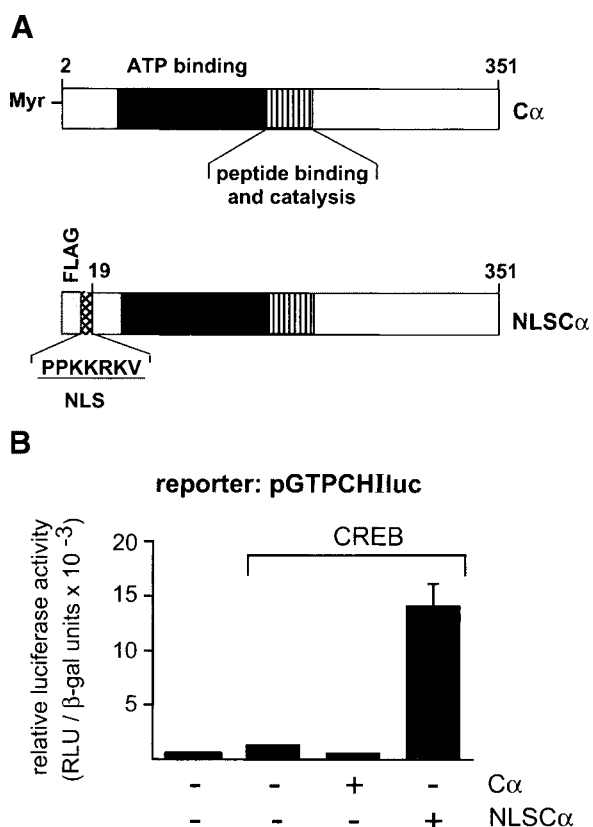 A
2 ATP binding 351
Myr Cα
peptide binding
and catalysis
FLAG
19 351
NLSCα
PPKKRKV
NLS
B
reporter: pGTPCHIluc
CREB
relative luciferase activity
(RLU / β-gal units x 10 -3)
20
15
10
5
- - + - Cα
- - - + NLSCα